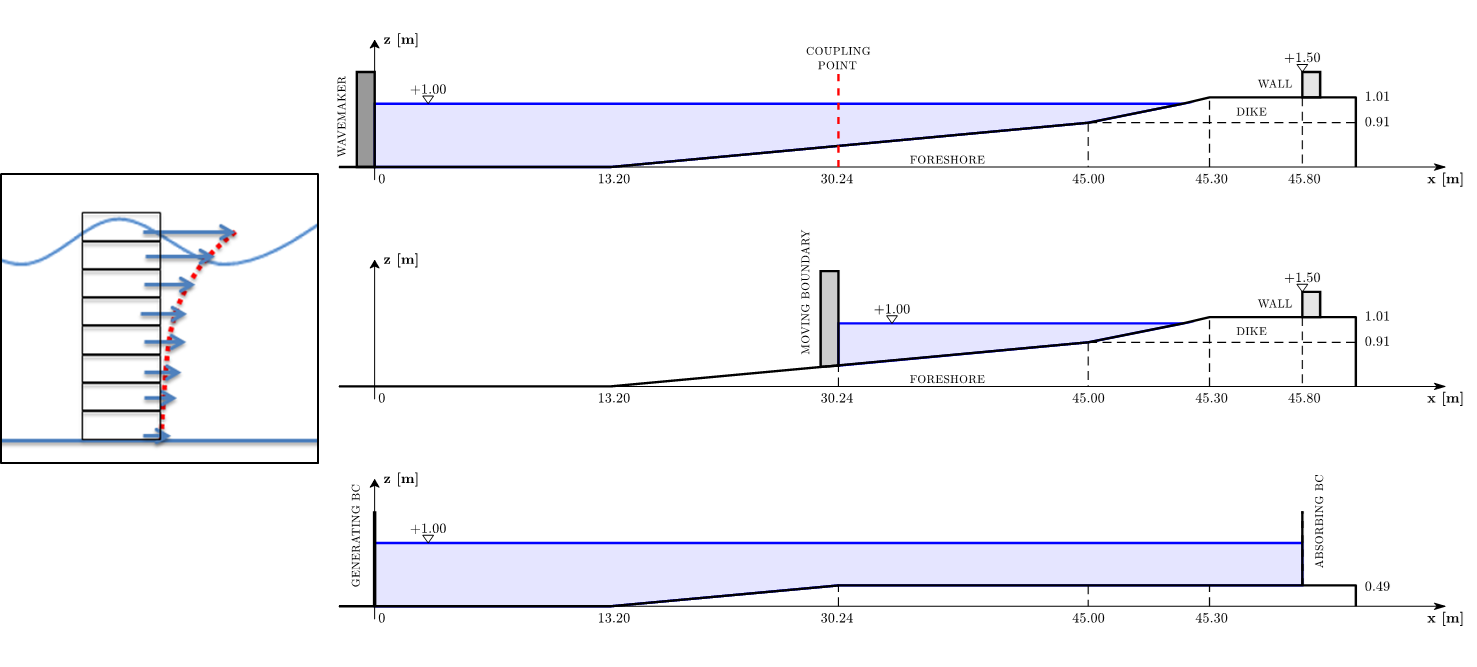 z [m]
COUPLING
POINT
+1.50
+1.00
WALL
1.01
DIKE
0.91
WAVEMAKER
FORESHORE
0
13.20
30.24
45.00
45.30
45.80
x [m]
z [m]
MOVING BOUNDARY
+1.50
+1.00
WALL
1.01
DIKE
0.91
FORESHORE
0
13.20
30.24
45.00
45.30
45.80
x [m]
z [m]
GENERATING BC
+1.00
ABSORBING BC
0.49
0
13.20
30.24
45.00
45.30
x [m]